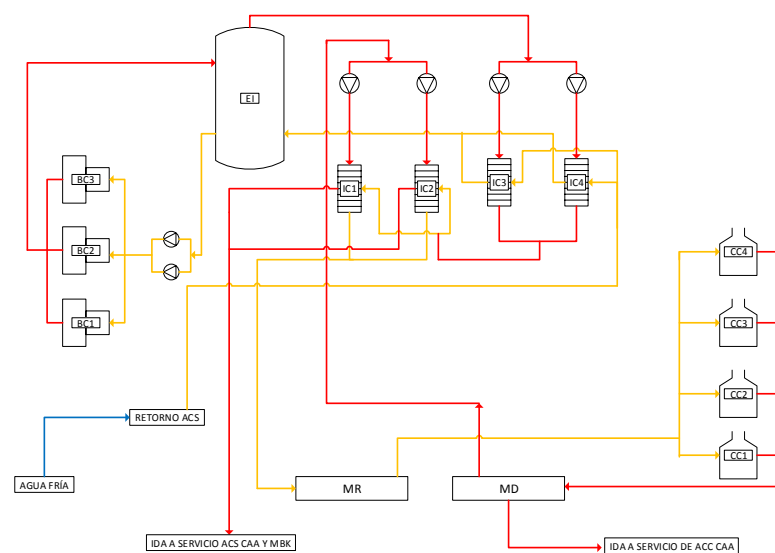 EI
BC3
IC1
IC2
IC3
IC4
BC2
CC4
BC1
CC3
CC2
RETORNO ACS
CC1
AGUA FRÍA
MR
MD
IDA A SERVICIO ACS CAA Y MBK
IDA A SERVICIO DE ACC CAA